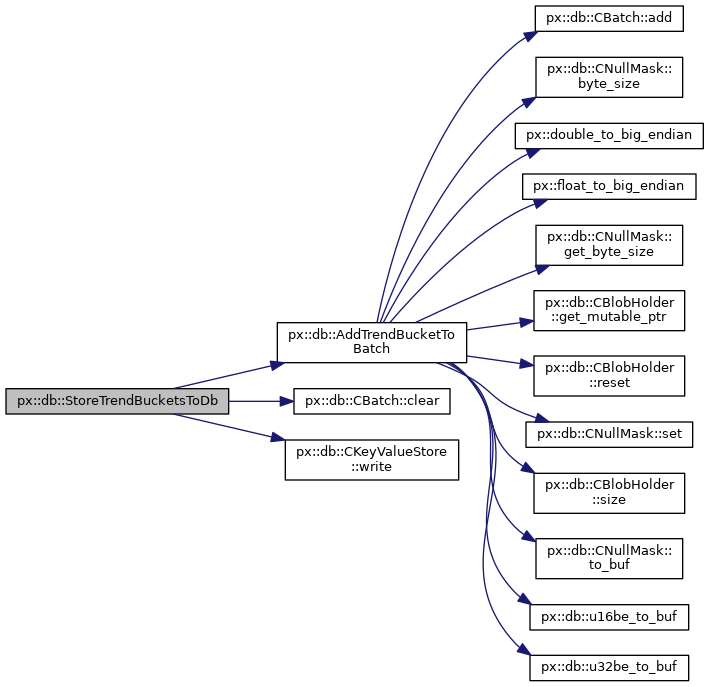 px::db::CBatch::add
px::db::CNullMask::
byte_size
px::double_to_big_endian
px::float_to_big_endian
px::db::CNullMask::
get_byte_size
px::db::CBlobHolder
::get_mutable_ptr
px::db::AddTrendBucketTo
Batch
px::db::CBlobHolder
::reset
px::db::StoreTrendBucketsToDb
px::db::CBatch::clear
px::db::CNullMask::set
px::db::CKeyValueStore
::write
px::db::CBlobHolder
::size
px::db::CNullMask::
to_buf
px::db::u16be_to_buf
px::db::u32be_to_buf